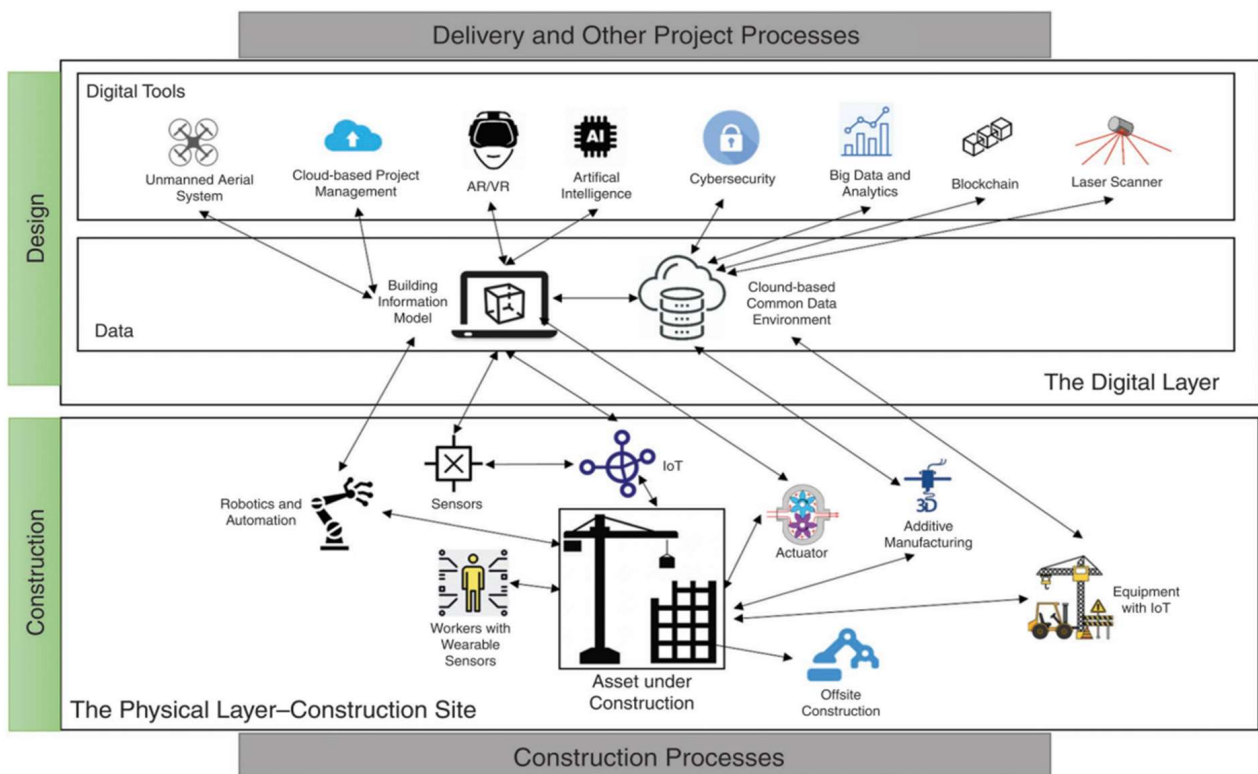 Delivery and Other Project Processes
Design
Digital Tools
Unmanned Aerial
System
Cloud-based Project
Management
AR/VR
AI
Artifical
Intelligence
Cybersecurity
Big Data and
Analytics
Blockchain
Laser Scanner
Building
Information
Model
Clound-based
Common Data
Environment
Data
The Digital Layer
Construction
Robotics and
Automation
Sensors
IoT
Actuator
3D
Additive
Manufacturing
Workers with
Wearable
Sensors
Asset under
Construction
Offsite
Construction
Equipment
with IoT
The Physical Layer–Construction Site
Construction Processes